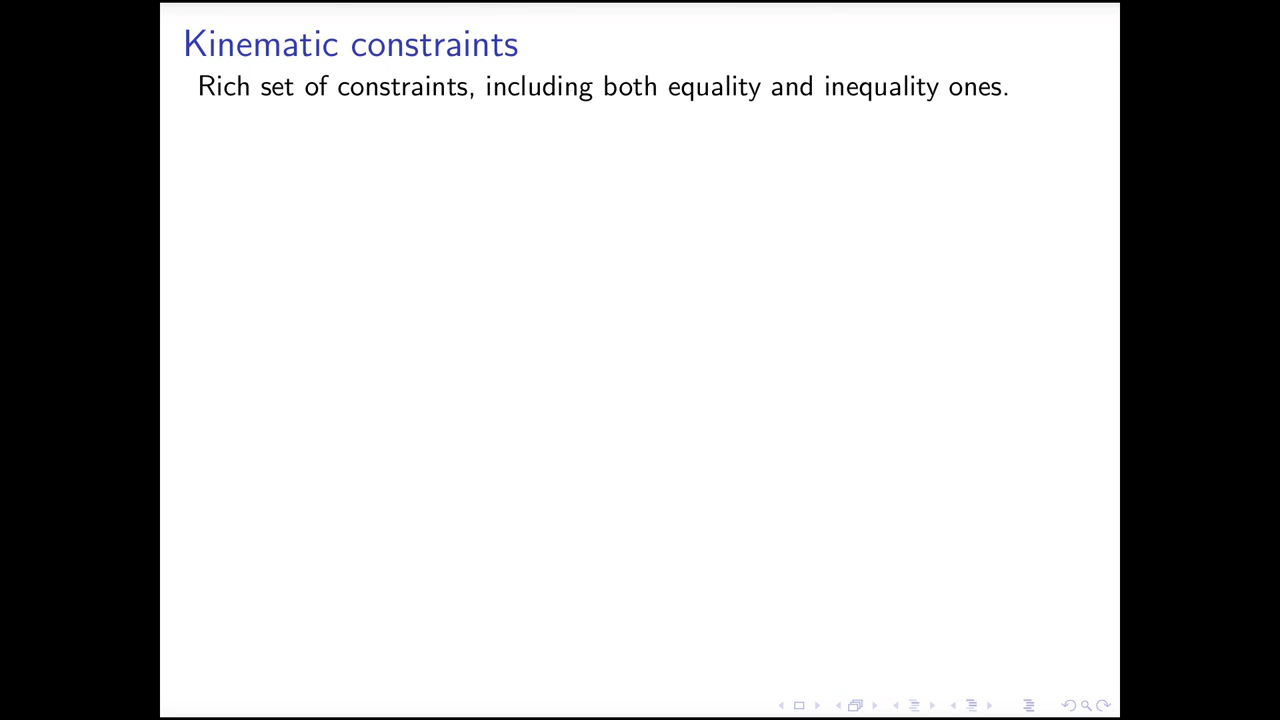 Kinematic constraints
Rich set of constraints, including both equality and inequality ones.